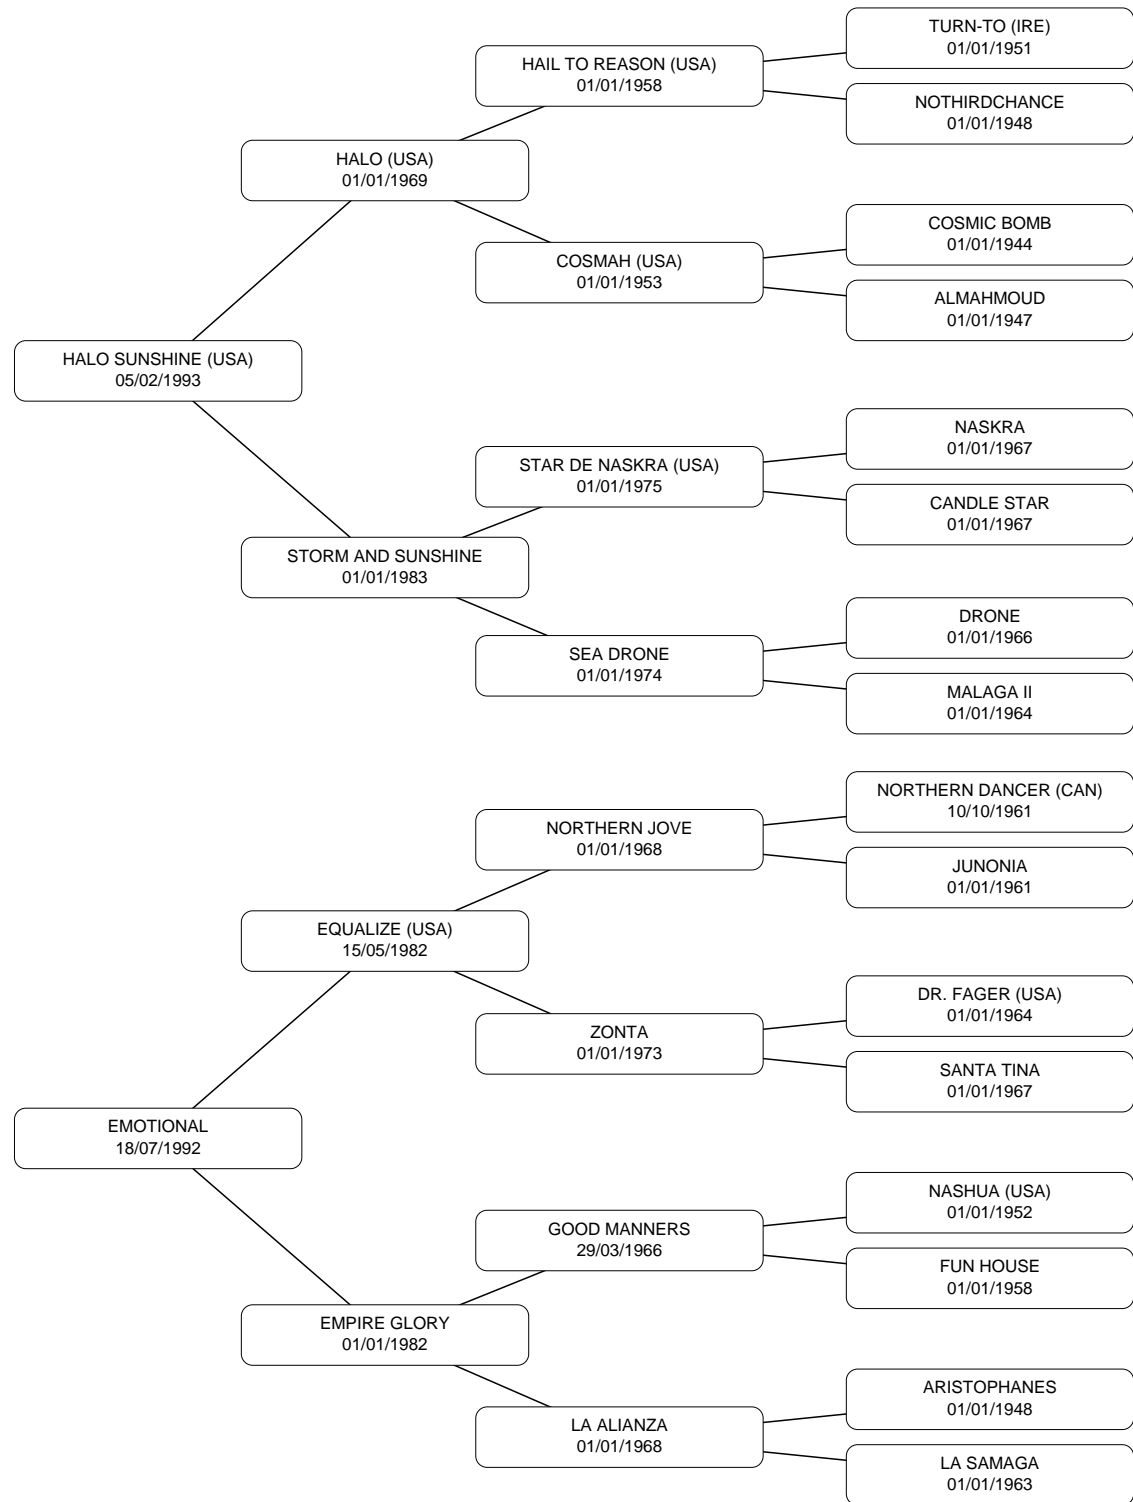 TURN-TO (IRE)
01/01/1951
HAIL TO REASON (USA)
01/01/1958
NOTHIRDCHANCE
01/01/1948
HALO (USA)
01/01/1969
COSMIC BOMB
01/01/1944
COSMAH (USA)
01/01/1953
ALMAHMOUD
01/01/1947
HALO SUNSHINE (USA)
05/02/1993
NASKRA
01/01/1967
STAR DE NASKRA (USA)
01/01/1975
CANDLE STAR
01/01/1967
STORM AND SUNSHINE
01/01/1983
DRONE
01/01/1966
SEA DRONE
01/01/1974
MALAGA II
01/01/1964
NORTHERN DANCER (CAN)
10/10/1961
NORTHERN JOVE
01/01/1968
JUNONIA
01/01/1961
EQUALIZE (USA)
15/05/1982
DR. FAGER (USA)
01/01/1964
ZONTA
01/01/1973
SANTA TINA
01/01/1967
EMOTIONAL
18/07/1992
NASHUA (USA)
01/01/1952
GOOD MANNERS
29/03/1966
FUN HOUSE
01/01/1958
EMPIRE GLORY
01/01/1982
ARISTOPHANES
01/01/1948
LA ALIANZA
01/01/1968
LA SAMAGA
01/01/1963